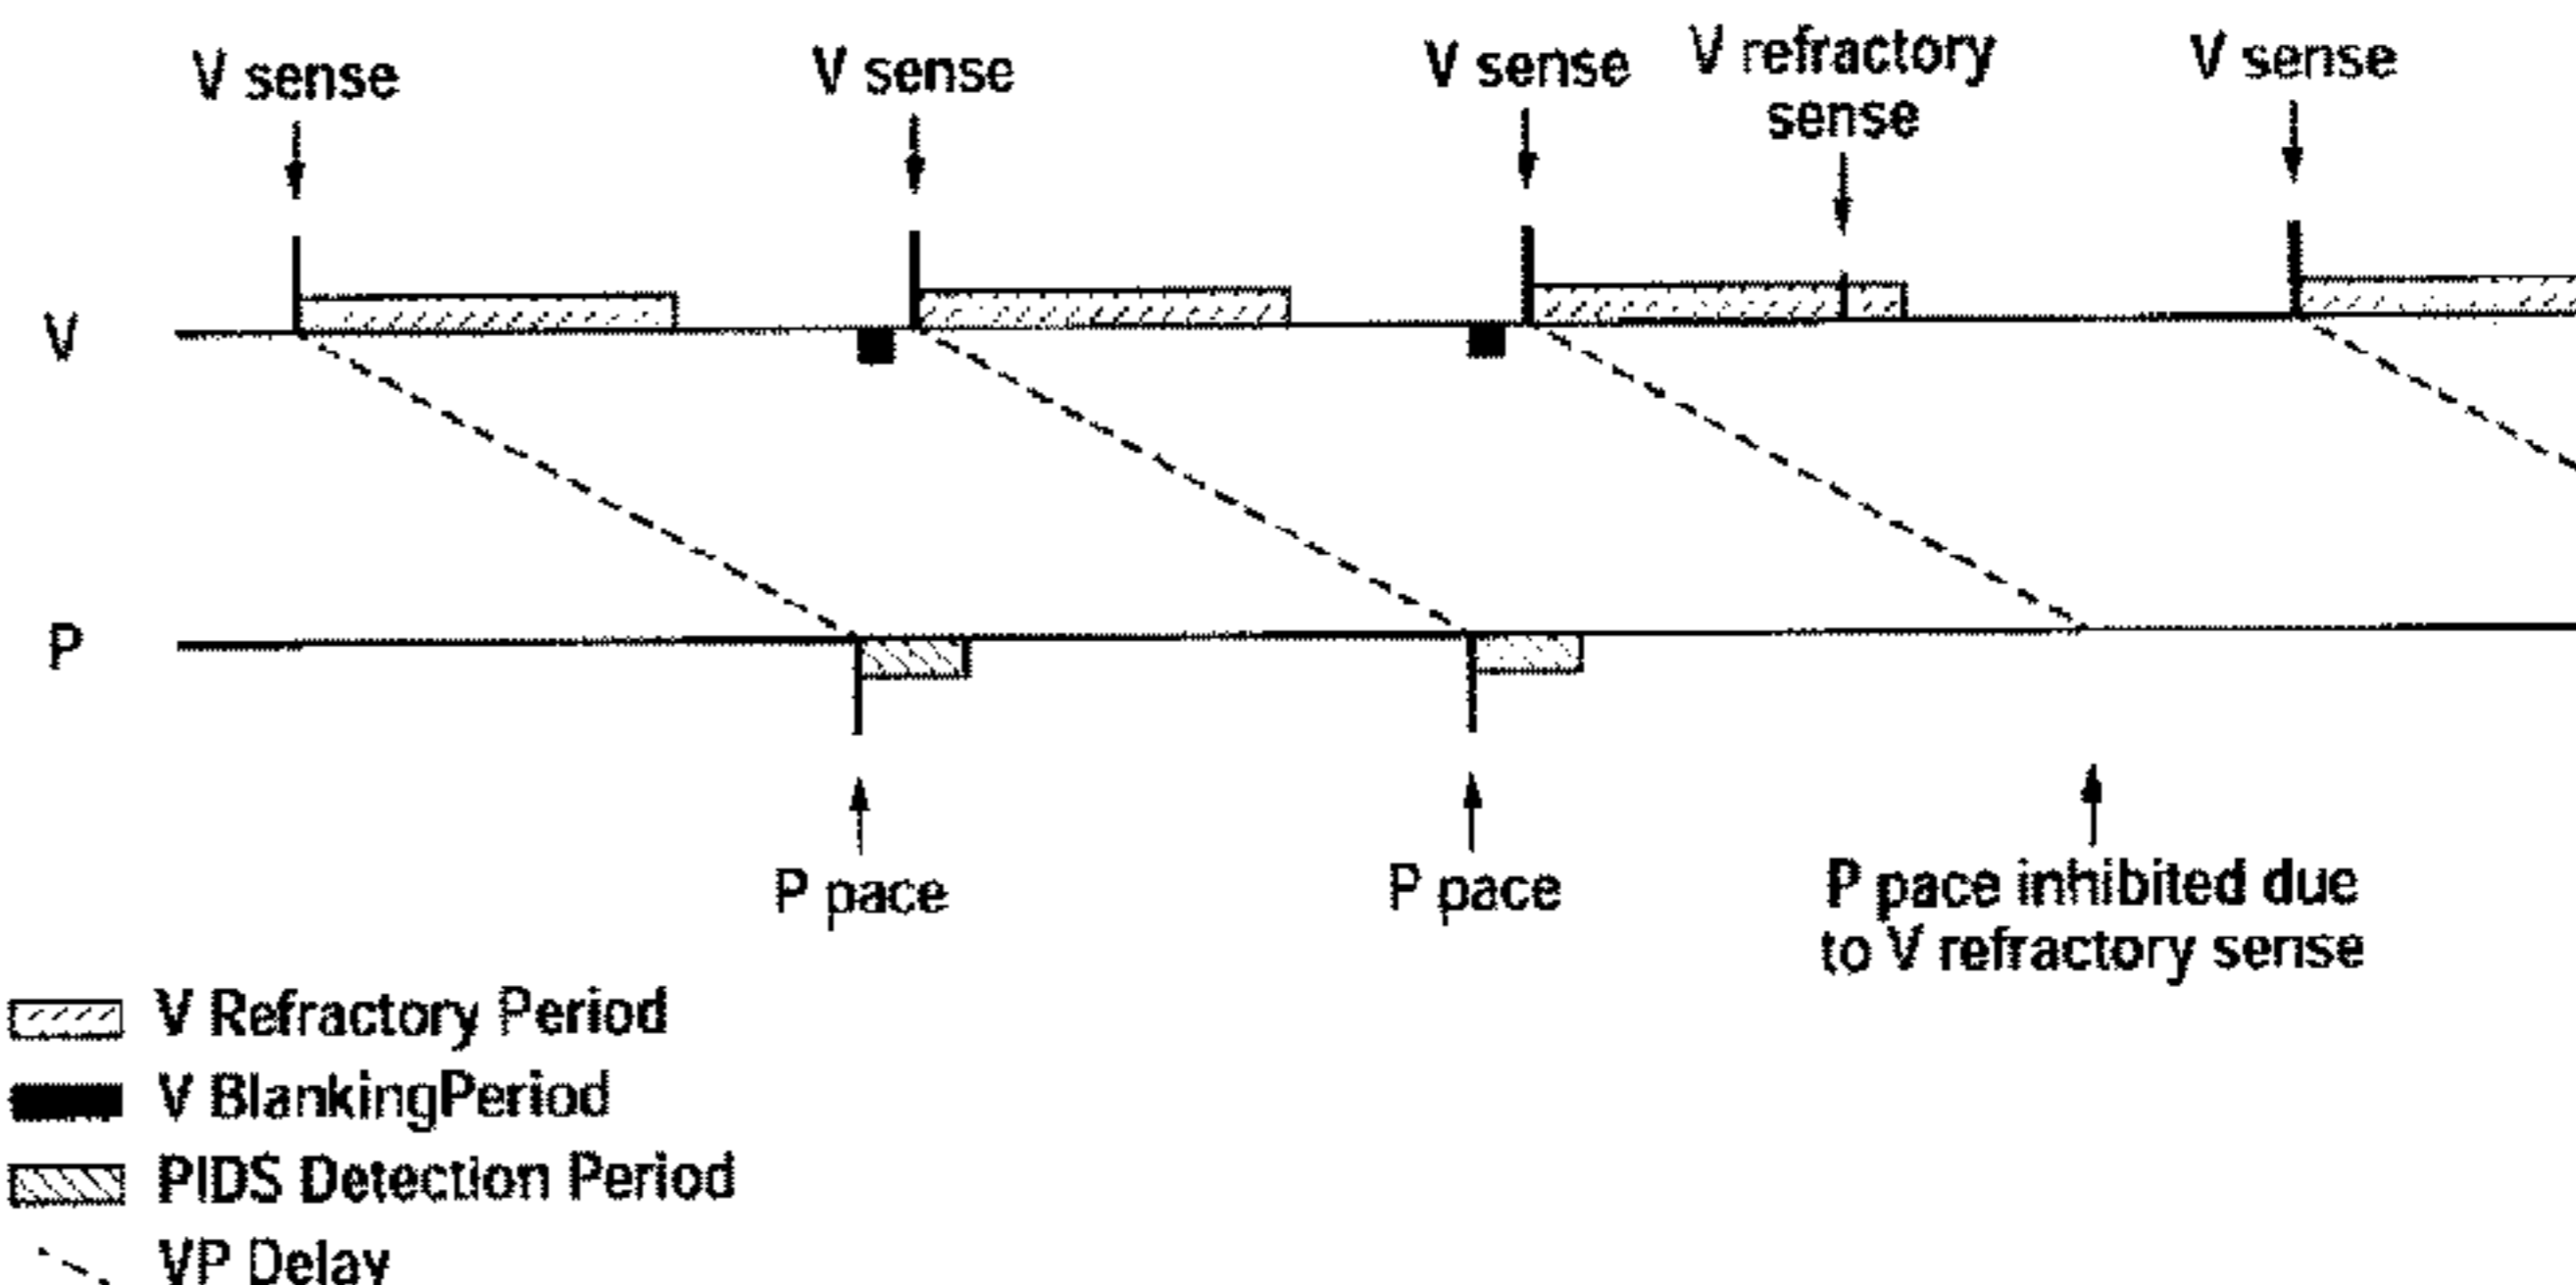 V sense
V sense
V sense
V refractory
sense
V sense
V
P
P pace
P pace
P pace inhibited due
to V refractory sense
V Refractory Period
V BlankingPeriod
PIDS Detection Period
VP Delay